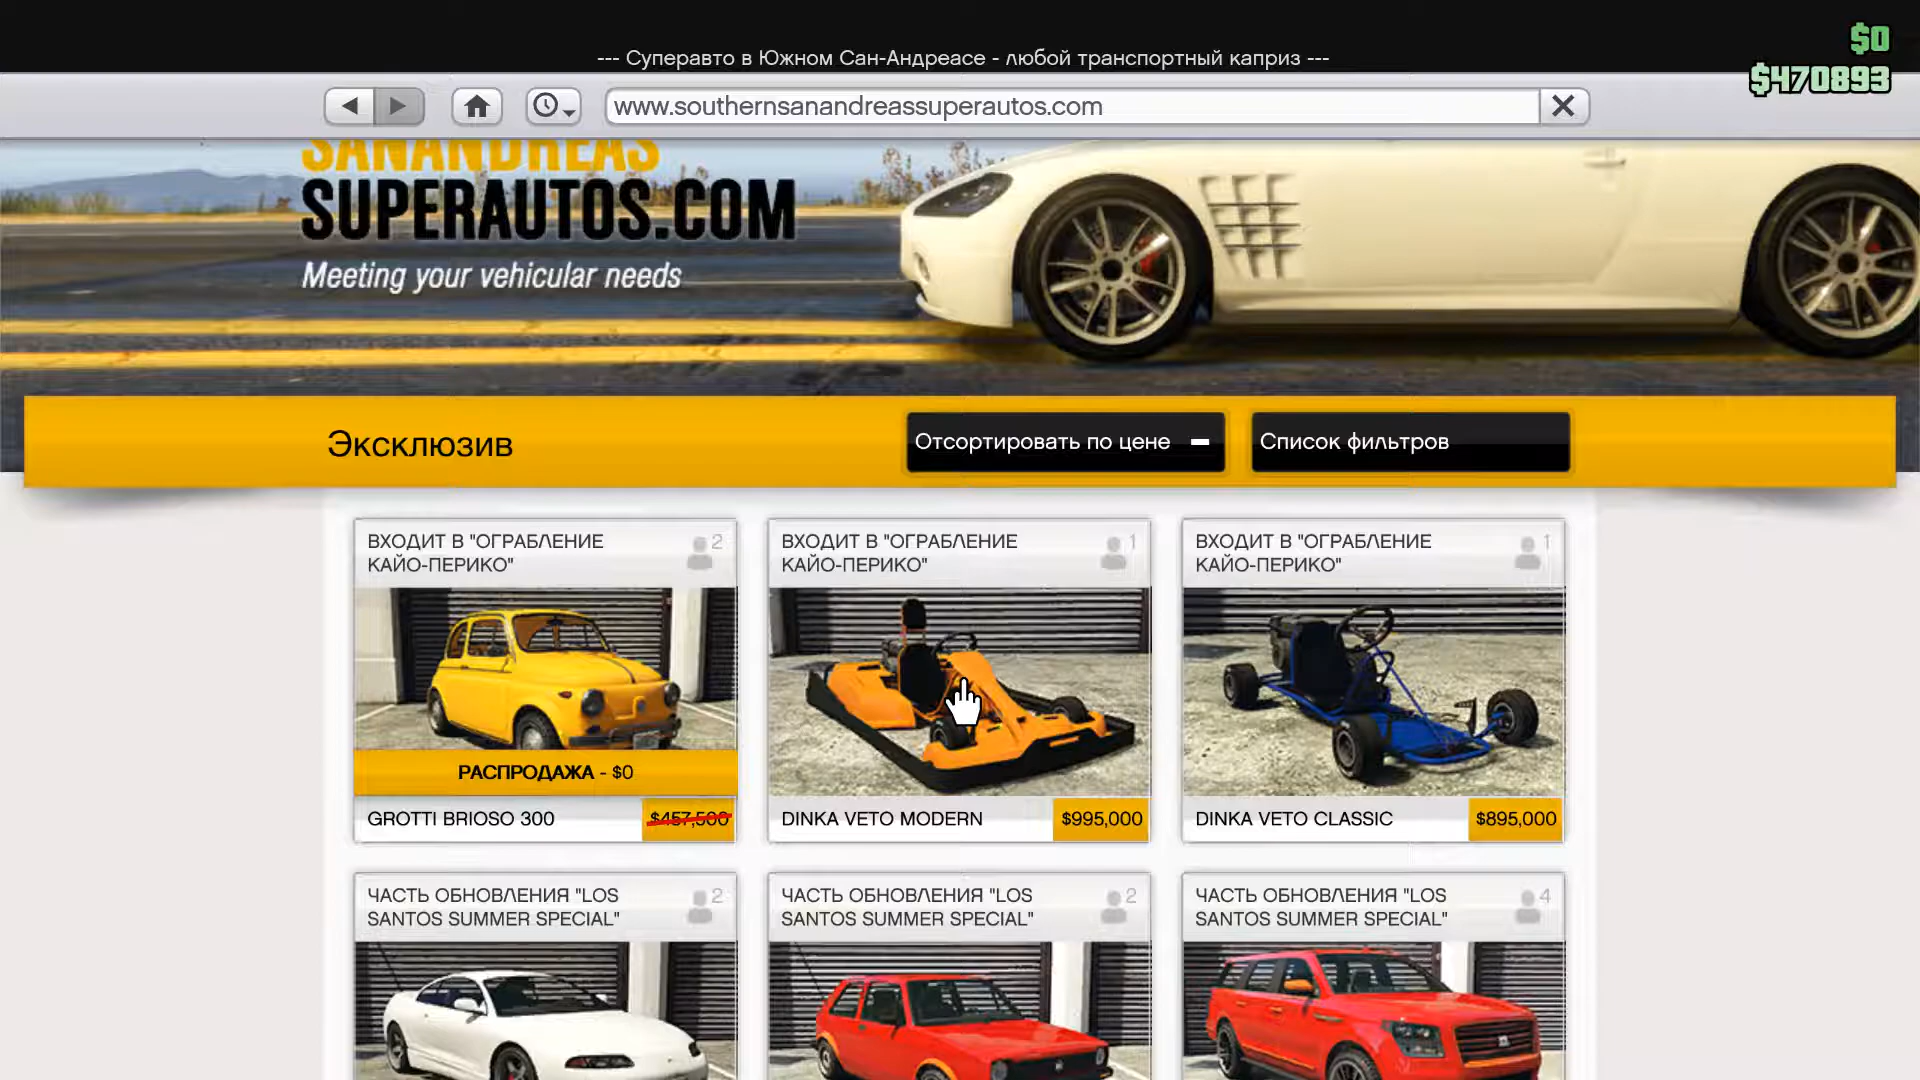 $0
--- Суперавто в Южном Сан-Андреасе - любой транспортный каприз ---
$470893
www.southernsanandreassuperautos.com
SANANDREAS
SUPERAUTOS.COM
Meeting your vehicular needs
Эксклюзив
Отсортировать по цене
Список фильтров
ВХОДИТ В "ОГРАБЛЕНИЕ
КАЙО-ПЕРИКО"
2
РАСПРОДАЖА - $0
GROTTI BRIOSO 300
$457,500
ВХОДИТ В "ОГРАБЛЕНИЕ
КАЙО-ПЕРИКО"
1
DINKA VETO MODERN
$995,000
ВХОДИТ В "ОГРАБЛЕНИЕ
КАЙО-ПЕРИКО"
1
DINKA VETO CLASSIC
$895,000
ЧАСТЬ ОБНОВЛЕНИЯ "LOS
SANTOS SUMMER SPECIAL"
2
ЧАСТЬ ОБНОВЛЕНИЯ "LOS
SANTOS SUMMER SPECIAL"
2
ЧАСТЬ ОБНОВЛЕНИЯ "LOS
SANTOS SUMMER SPECIAL"
4